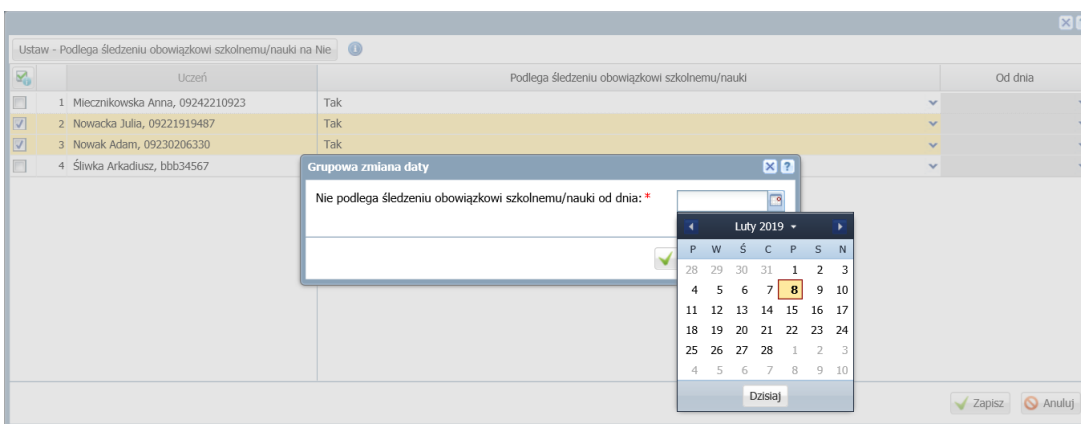 Ustaw - Podlega śledzeniu obowiązkowi szkolnemu/nauki na Nie
Uczeń Podlega śledzeniu obowiązkowi szkolnemu/nauki Od dnia
1 Miecznikowska Anna, 09242210923 Tak
2 Nowacka Julia, 09221919487 Tak
3 Nowak Adam, 09230206330 Tak
4 Śliwka Arkadiusz, bbb34567
Grupowa zmiana daty
Nie podlega śledzeniu obowiązkowi szkolnemu/nauki od dnia: *
Luty 2019
P W Ś C P S N
28 29 30 31 1 2 3
4 5 6 7 8 9 10
11 12 13 14 15 16 17
18 19 20 21 22 23 24
25 26 27 28 1 2 3
4 5 6 7 8 9 10
Dzisiaj
Zapisz Anuluj